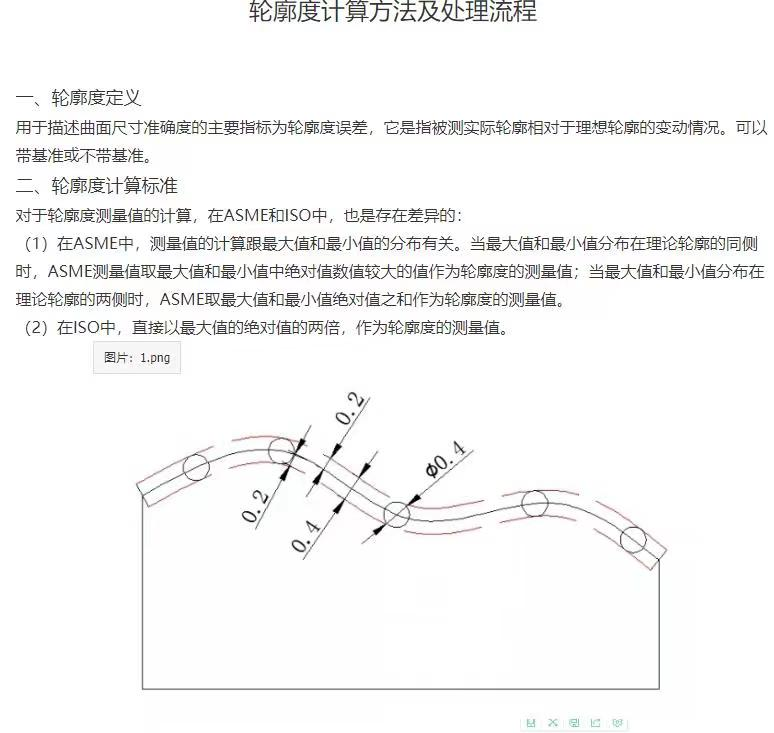 轮廓度计算方法及处理流程
一、轮廓度定义
用于描述曲面尺寸准确度的主要指标为轮廓度误差，它是指被测实际轮廓相对于理想轮廓的变动情况。可以
带基准或不带基准。
二、轮廓度计算标准
对于轮廓度测量值的计算，在ASME和ISO中，也是存在差异的：
（1）在ASME中，测量值的计算跟最大值和最小值的分布有关。当最大值和最小值分布在理论轮廓的同侧
时，ASME测量值取最大值和最小值中绝对值数值较大的值作为轮廓度的测量值；当最大值和最小值分布在
理论轮廓的两侧时，ASME取最大值和最小值绝对值之和作为轮廓度的测量值。
（2）在ISO中，直接以最大值的绝对值的两倍，作为轮廓度的测量值。
图片：1.png
0.2
ø0.4
0.2
0.4